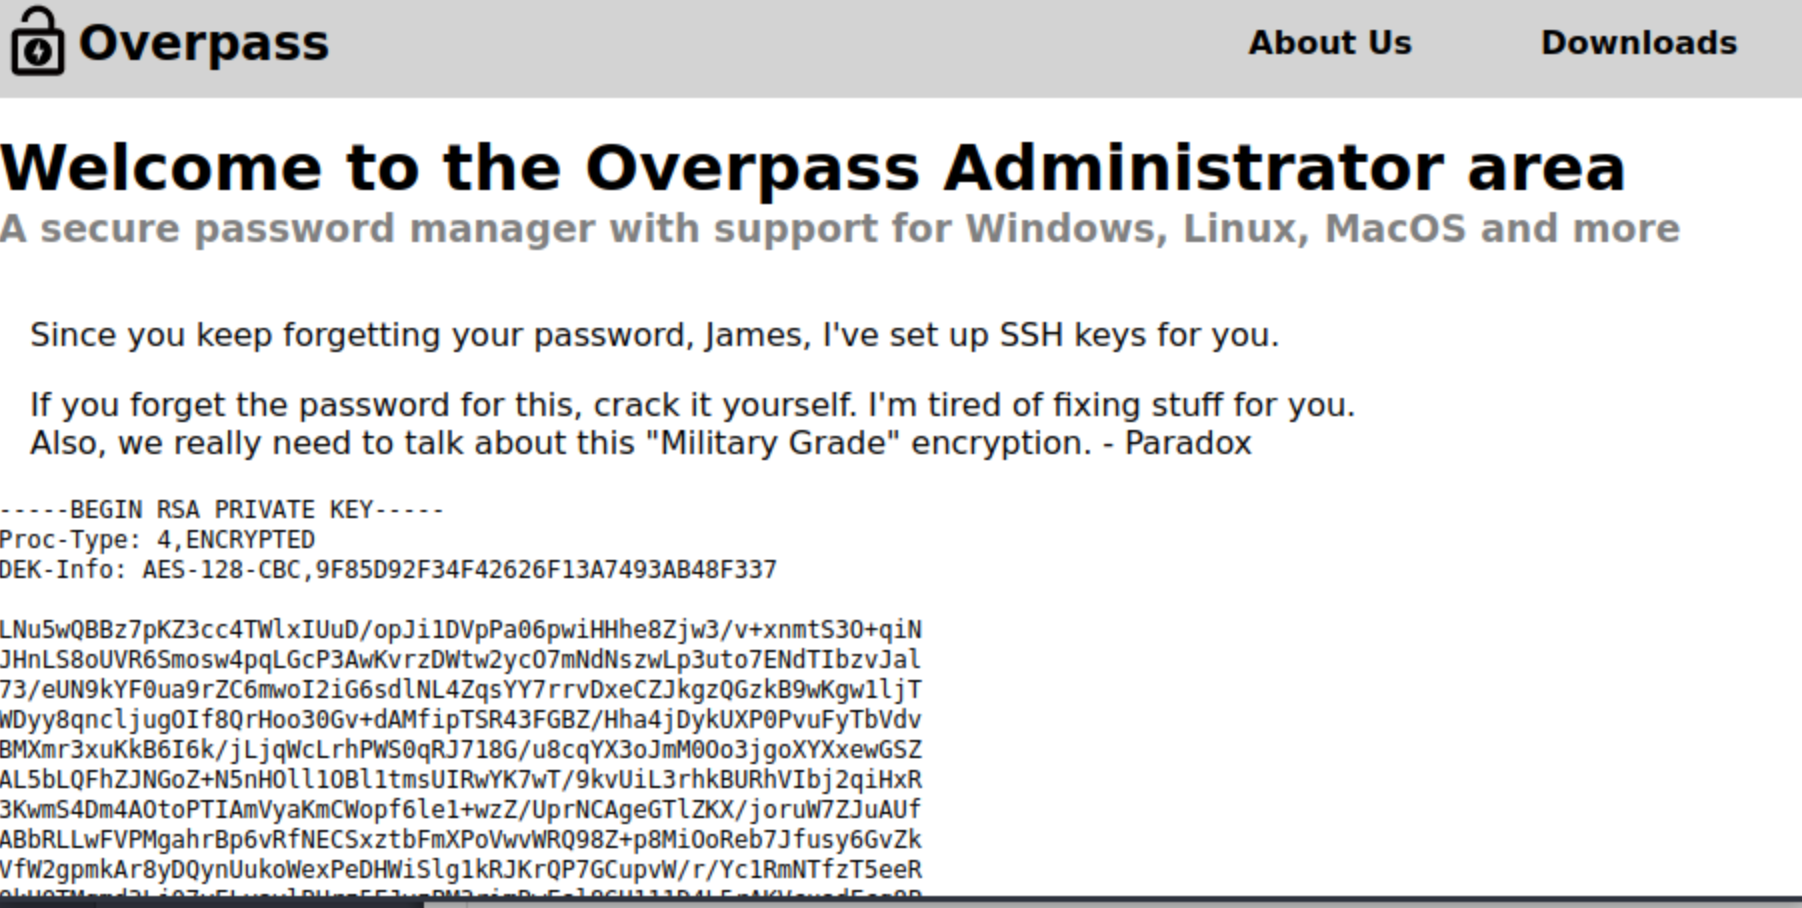 Overpass
About Us
Downloads
Welcome to the Overpass Administrator area
A secure password manager with support for Windows, Linux, MacOS and more
Since you keep forgetting your password, James, I've set up SSH keys for you.
If you forget the password for this, crack it yourself. I'm tired of fixing stuff for you.
Also, we really need to talk about this "Military Grade" encryption. - Paradox
-----BEGIN RSA PRIVATE KEY-----
Proc-Type: 4,ENCRYPTED
DEK-Info: AES-128-CBC,9F85D92F34F42626F13A7493AB48F337
LNu5wQBBz7pKZ3cc4TWlxIUuD/opJi1DVpPa06pwiHHhe8Zjw3/v+xnmtS3O+qiN
JHnLS8oUVR6Smosw4pqLGcP3AwKvrzDWtw2ycO7mNdNszwLp3uto7ENdTIbzvJal
73/eUN9kYF0ua9rZC6mwoI2iG6sdlNL4ZqsYY7rrvDxeCZJkgzQGzkB9wKgw1ljT
WDyy8qncljugOIf8QrHoo30Gv+dAMfipTSR43FGBZ/Hha4jDykUXP0PvuFyTbVdv
BMXmr3xuKkB6I6k/jLjqWcLrhPWS0qRJ718G/u8cqYX3oJmM0Oo3jgoXYXxewGSZ
AL5bLQFhZJNGoZ+N5nHOll1OBl1tmsUIRwYK7wT/9kvUiL3rhkBURhVIbj2qiHxR
3KwmS4Dm4AOtoPTIAmVyaKmCWopf6le1+wzZ/UprNCAgeGTlZKX/joruW7ZJuAUf
ABbRLLwFVPMgahrBp6vRfNECSxztbFmXPoVwvWRQ98Z+p8MiOoReb7Jfusy6GvZk
VfW2gpmkAr8yDQynUukoWexPeDHWiSlg1kRJKrQP7GCupvW/r/Yc1RmNTfzT5eeR